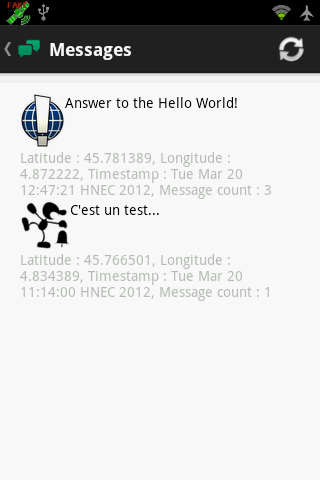 FAKE
Messages
Answer to the Hello World!
Latitude : 45.781389, Longitude :
4.872222, Timestamp : Tue Mar 20
12:47:21 HNEC 2012, Message count : 3
C'est un test...
Latitude : 45.766501, Longitude :
4.834389, Timestamp : Tue Mar 20
11:14:00 HNEC 2012, Message count : 1